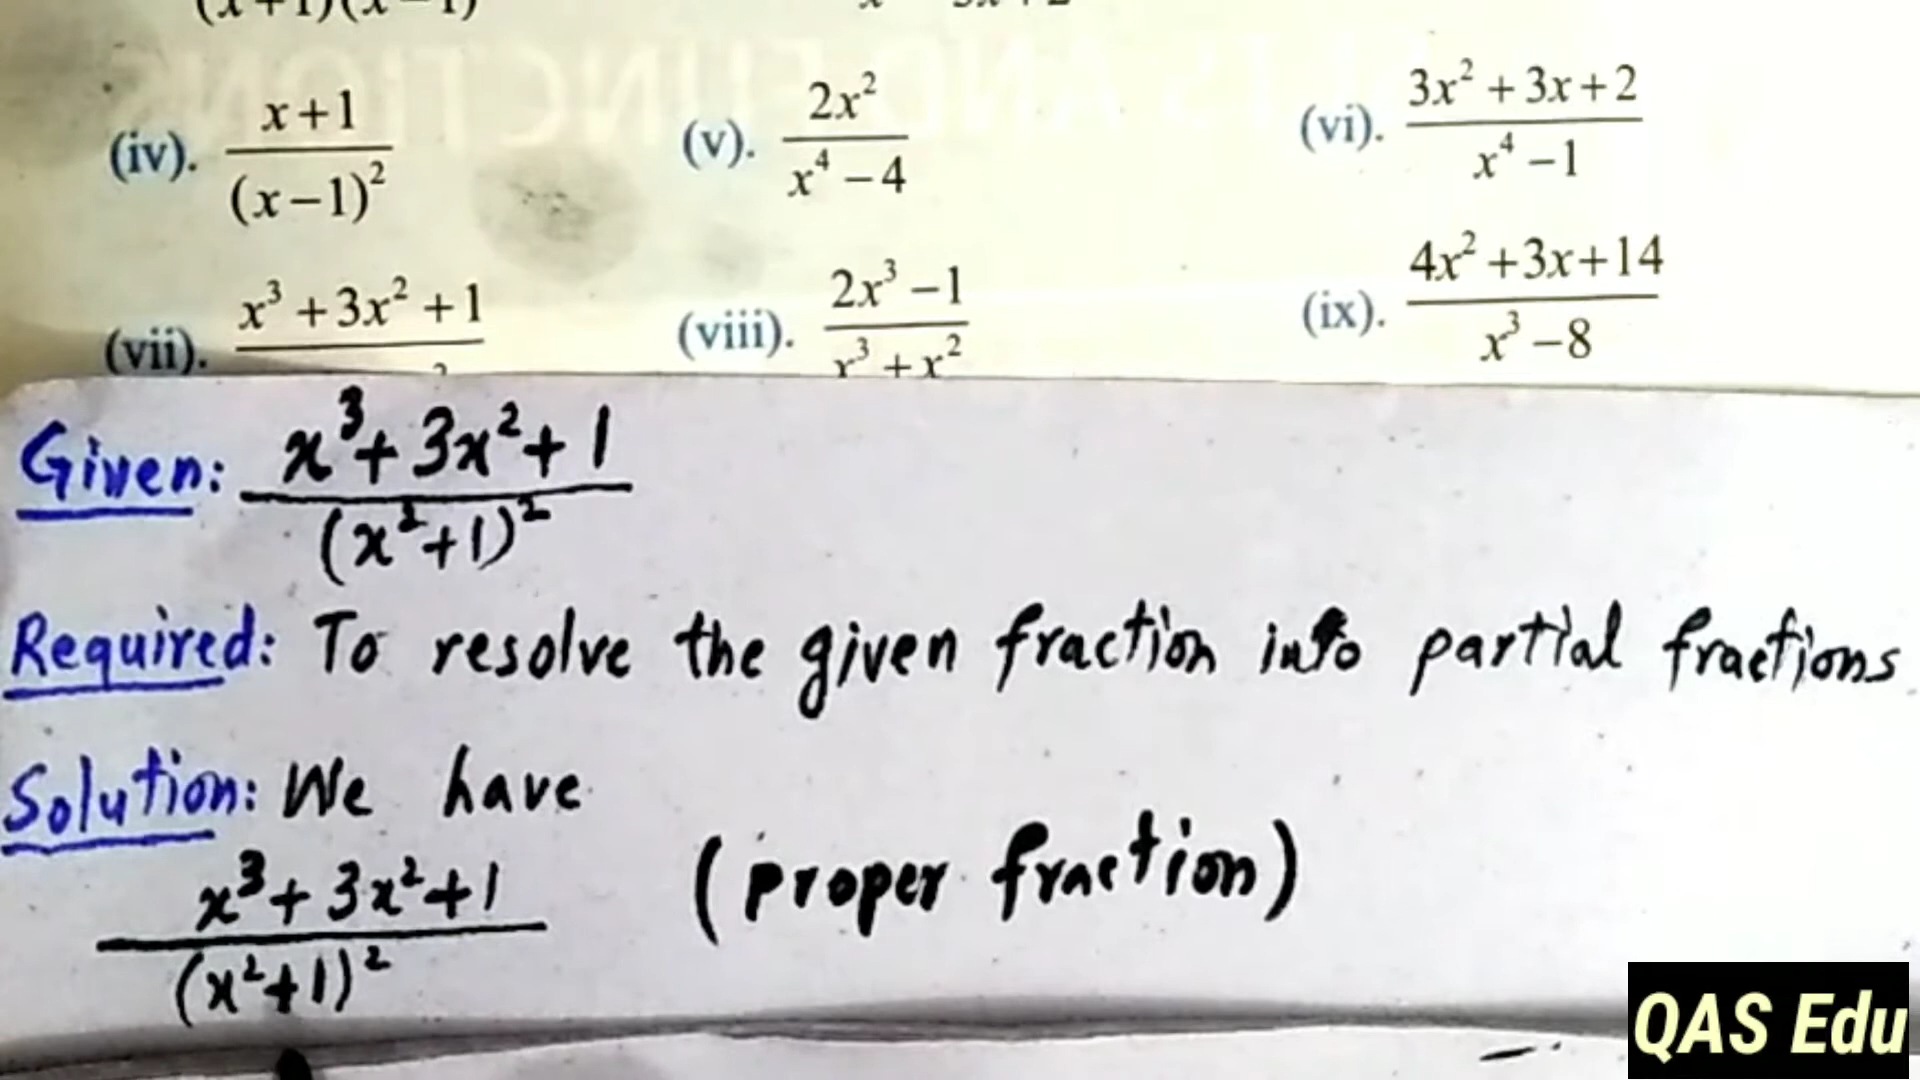 (iv). x+1 / (x−1)² (v). 2x² / x⁴−4 (vi). 3x²+3x+2 / x⁴−1
(vii). x³+3x²+1 (viii). 2x³−1 / x³+x² (ix). 4x²+3x+14 / x³−8
Given: x³+3x²+1 / (x²+1)²
Required: To resolve the given fraction into partial fractions
Solution: We have
x³+3x²+1 / (x²+1)² (proper fraction)
QAS Edu